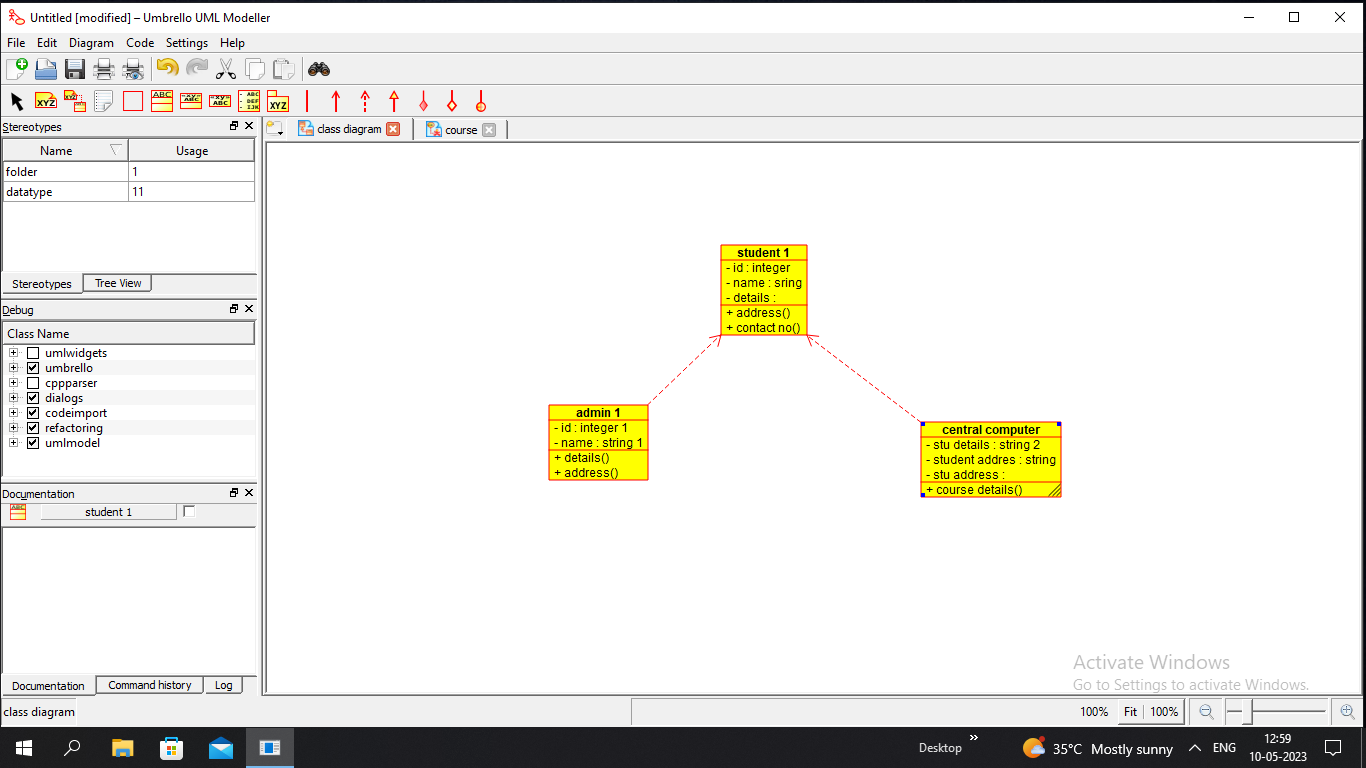 Untitled [modified] – Umbrello UML Modeller
File Edit Diagram Code Settings Help
XYZ XYZ ABC -xy- ABC -xy- ABC ABC DEF IJK XYZ
Stereotypes
class diagram course
Name Usage
folder 1
datatype 11
Stereotypes Tree View
Debug
Class Name
umlwidgets
umbrello
cppparser
dialogs
codeimport
refactoring
umlmodel
Documentation
ABC student 1
Documentation Command history Log
student 1
- id : integer
- name : sring
- details :
+ address()
+ contact no()
admin 1
- id : integer 1
- name : string 1
+ details()
+ address()
central computer
- stu details : string 2
- student addres : string
- stu address :
+ course details()
Activate Windows
Go to Settings to activate Windows.
class diagram 100% Fit 100%
Desktop » 35°C Mostly sunny ENG 12:59
10-05-2023